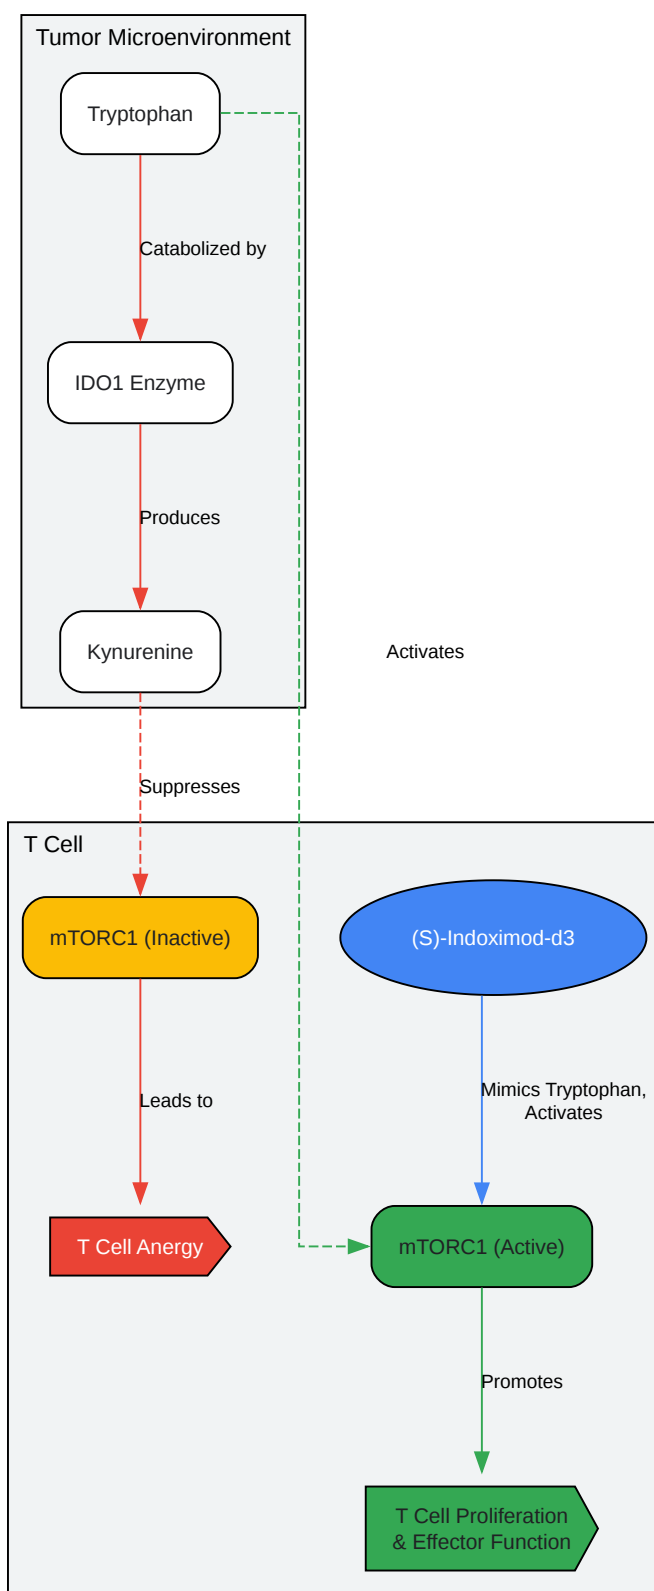 Tumor Microenvironment
Tryptophan
Catabolized by
IDO1 Enzyme
Produces
Kynurenine
Activates
Suppresses
T Cell
mTORC1 (Inactive)
(S)-Indoximod-d3
Leads to
Mimics Tryptophan,
Activates
T Cell Anergy
mTORC1 (Active)
Promotes
T Cell Proliferation
& Effector Function